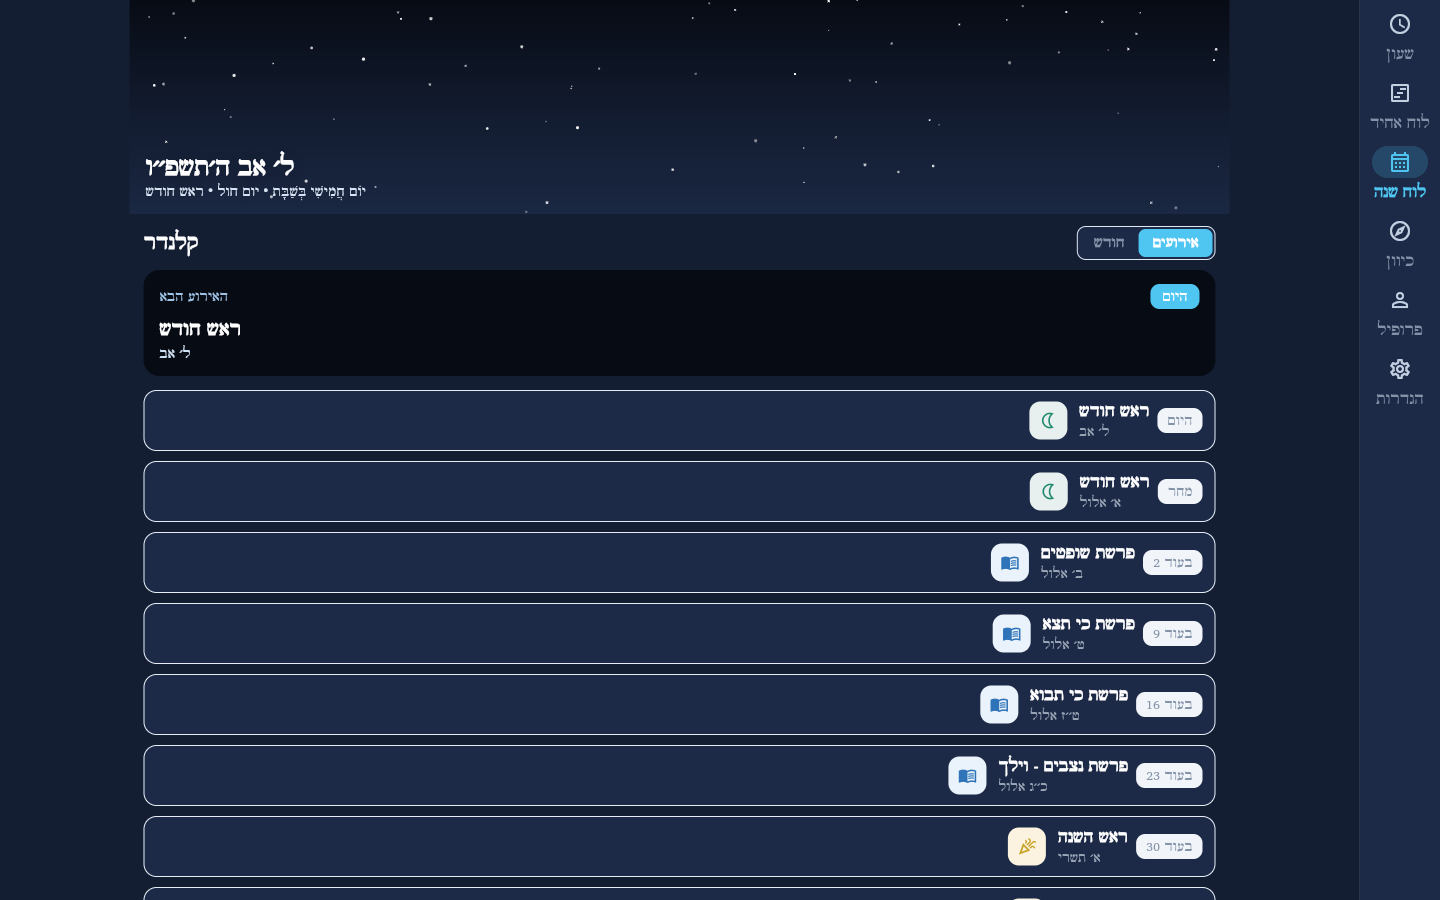 שעון
לוח אחיד
לוח שנה
כיוון
פרופיל
הגדרות
ל׳ אב ה׳תשפ״ו
יוֹם חֲמִישִׁי בְּשַׁבָּת • יום חול • ראש חודש
קלנדר
אירועים
חודש
האירוע הבא
היום
ראש חודש
ל׳ אב
היום
ראש חודש
ל׳ אב
מחר
ראש חודש
א׳ אלול
בעוד 2
פרשת שופטים
ב׳ אלול
בעוד 9
פרשת כי תצא
ט׳ אלול
בעוד 16
פרשת כי תבוא
ט״ז אלול
בעוד 23
פרשת נצבים - וילך
כ״ג אלול
בעוד 30
ראש השנה
א׳ תשרי